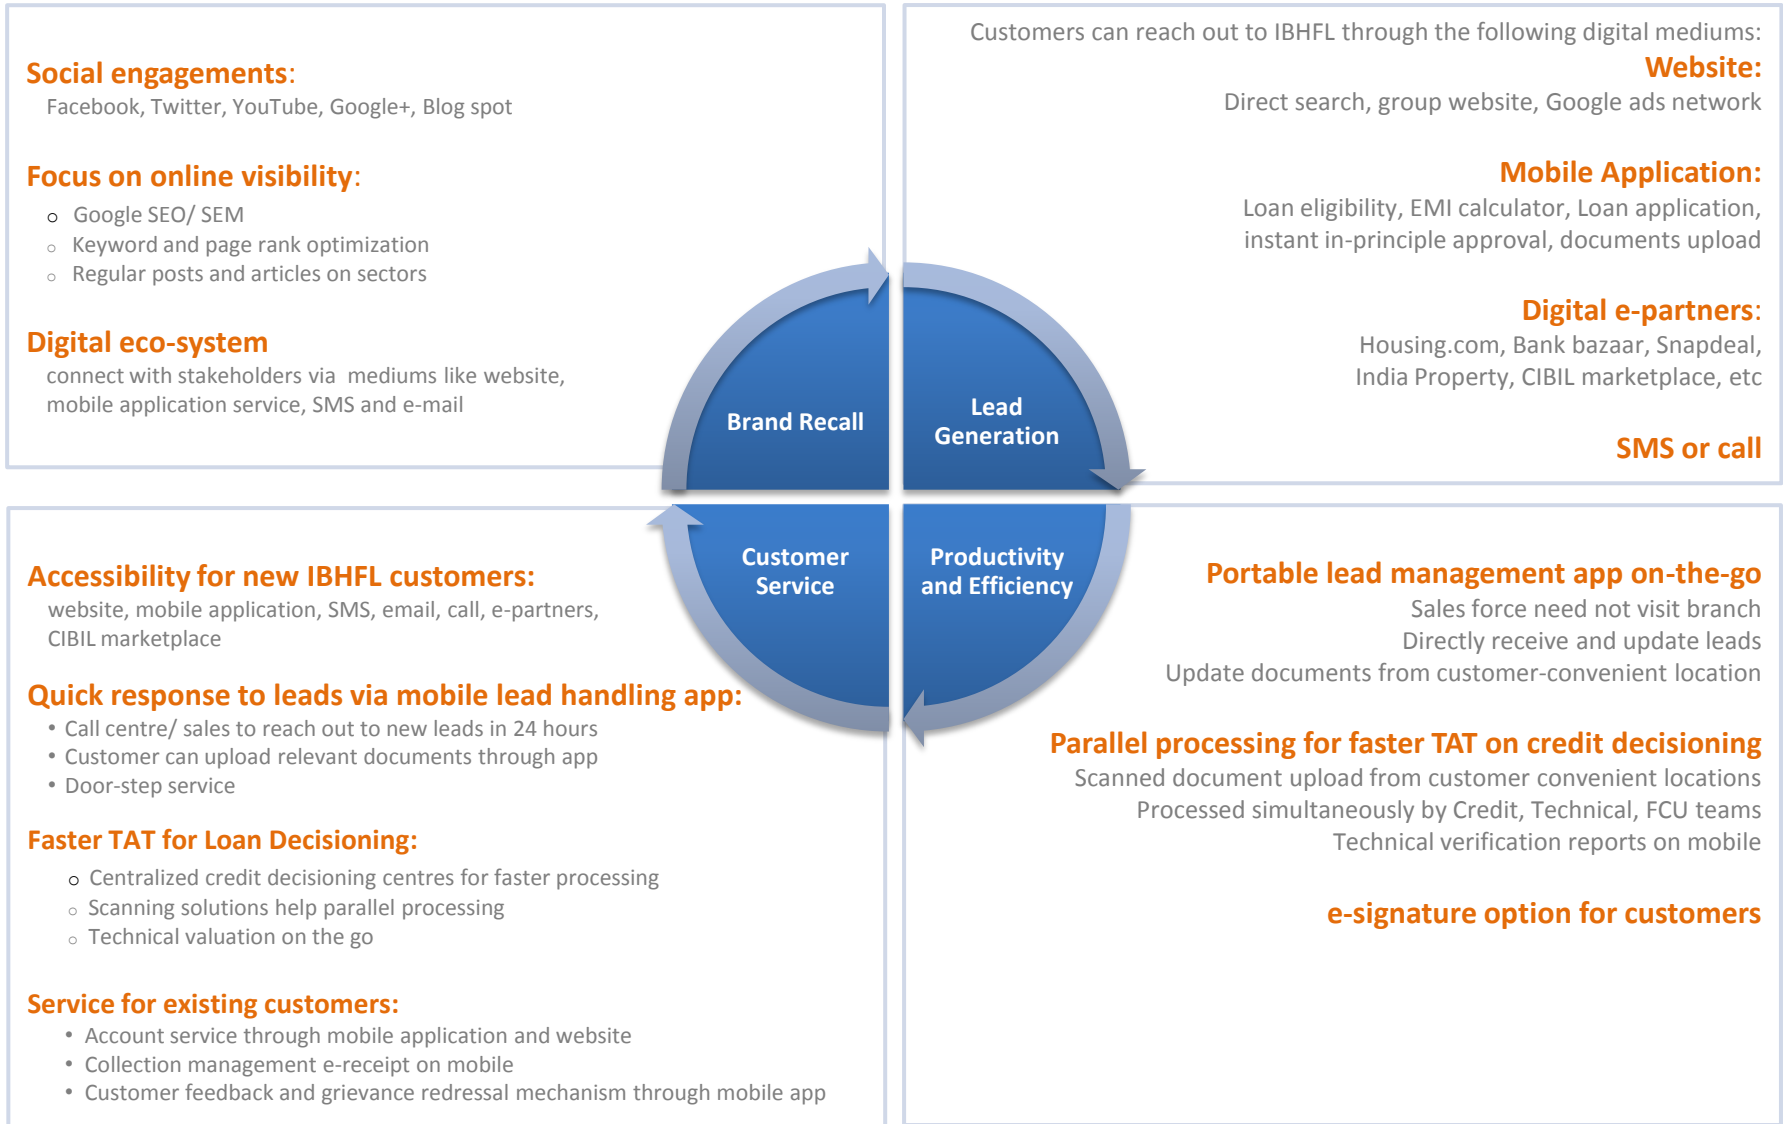 Social engagements:
Facebook, Twitter, YouTube, Google+, Blog spot
Focus on online visibility:
o Google SEO/ SEM
o Keyword and page rank optimization
o Regular posts and articles on sectors
Digital eco-system
connect with stakeholders via mediums like website,
mobile application service, SMS and e-mail
Customers can reach out to IBHFL through the following digital mediums:
Website:
Direct search, group website, Google ads network
Mobile Application:
Loan eligibility, EMI calculator, Loan application,
instant in-principle approval, documents upload
Digital e-partners:
Housing.com, Bank bazaar, Snapdeal,
India Property, CIBIL marketplace, etc
SMS or call
Brand Recall
Lead
Generation
Customer
Service
Productivity
and Efficiency
Accessibility for new IBHFL customers:
website, mobile application, SMS, email, call, e-partners,
CIBIL marketplace
Quick response to leads via mobile lead handling app:
• Call centre/ sales to reach out to new leads in 24 hours
• Customer can upload relevant documents through app
• Door-step service
Faster TAT for Loan Decisioning:
o Centralized credit decisioning centres for faster processing
o Scanning solutions help parallel processing
o Technical valuation on the go
Service for existing customers:
• Account service through mobile application and website
• Collection management e-receipt on mobile
• Customer feedback and grievance redressal mechanism through mobile app
Portable lead management app on-the-go
Sales force need not visit branch
Directly receive and update leads
Update documents from customer-convenient location
Parallel processing for faster TAT on credit decisioning
Scanned document upload from customer convenient locations
Processed simultaneously by Credit, Technical, FCU teams
Technical verification reports on mobile
e-signature option for customers